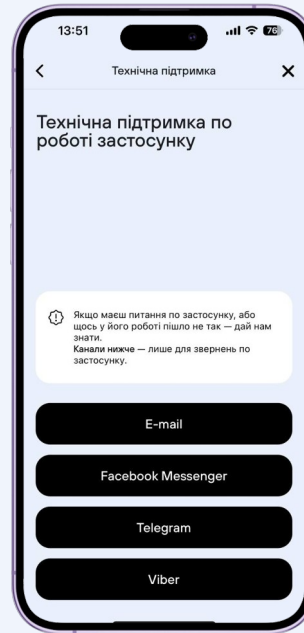 13:51
76
Технічна підтримка
Технічна підтримка по
роботі застосунку
Якщо маєш питання по застосунку, або
щось у його роботі пішло не так — дай нам
знати.
Канали нижче — лише для звернень по
застосунку.
E-mail
Facebook Messenger
Telegram
Viber